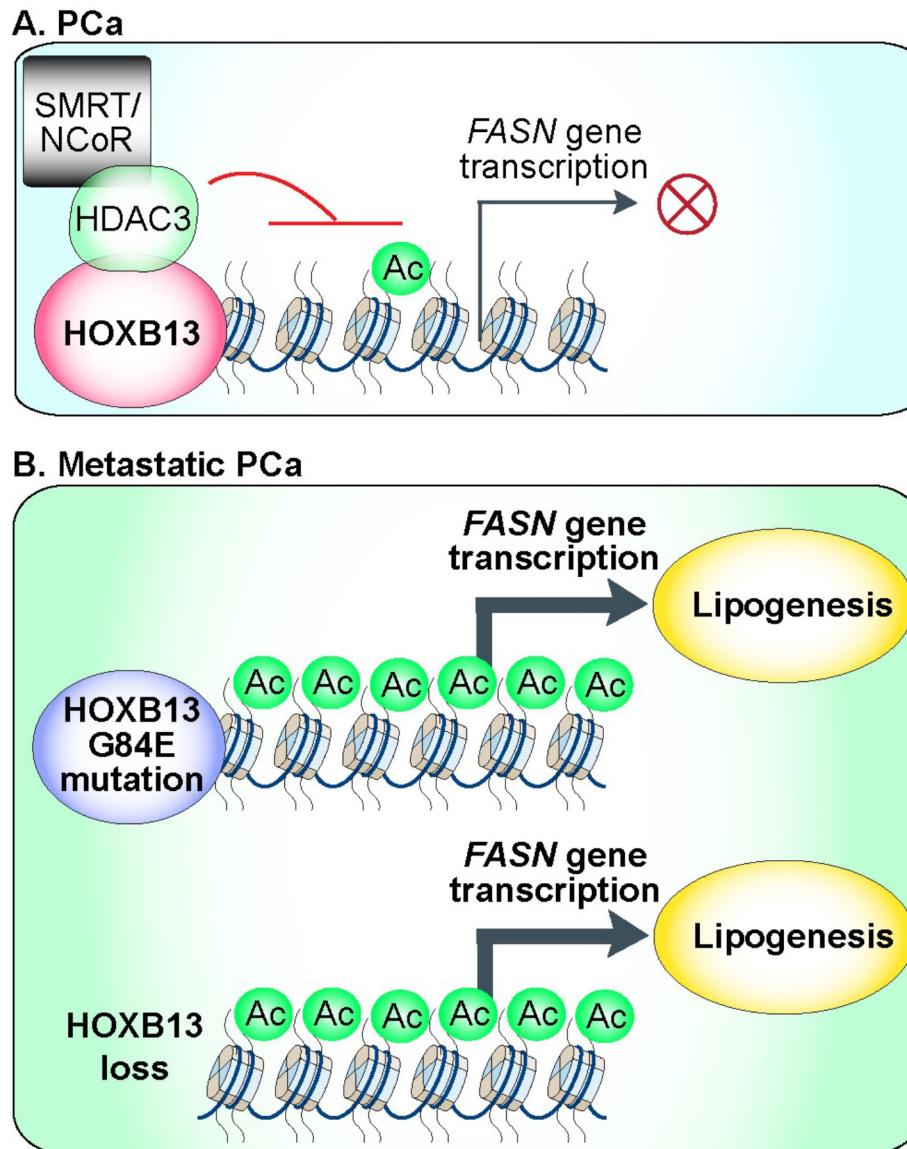 A. PCa
SMRT/
NCoR
HDAC3
HOXB13
Ac
FASN gene
transcription
B. Metastatic PCa
FASN gene
transcription
Lipogenesis
Ac Ac Ac Ac Ac Ac
HOXB13
G84E
mutation
FASN gene
transcription
Lipogenesis
Ac Ac Ac Ac Ac Ac
HOXB13
loss